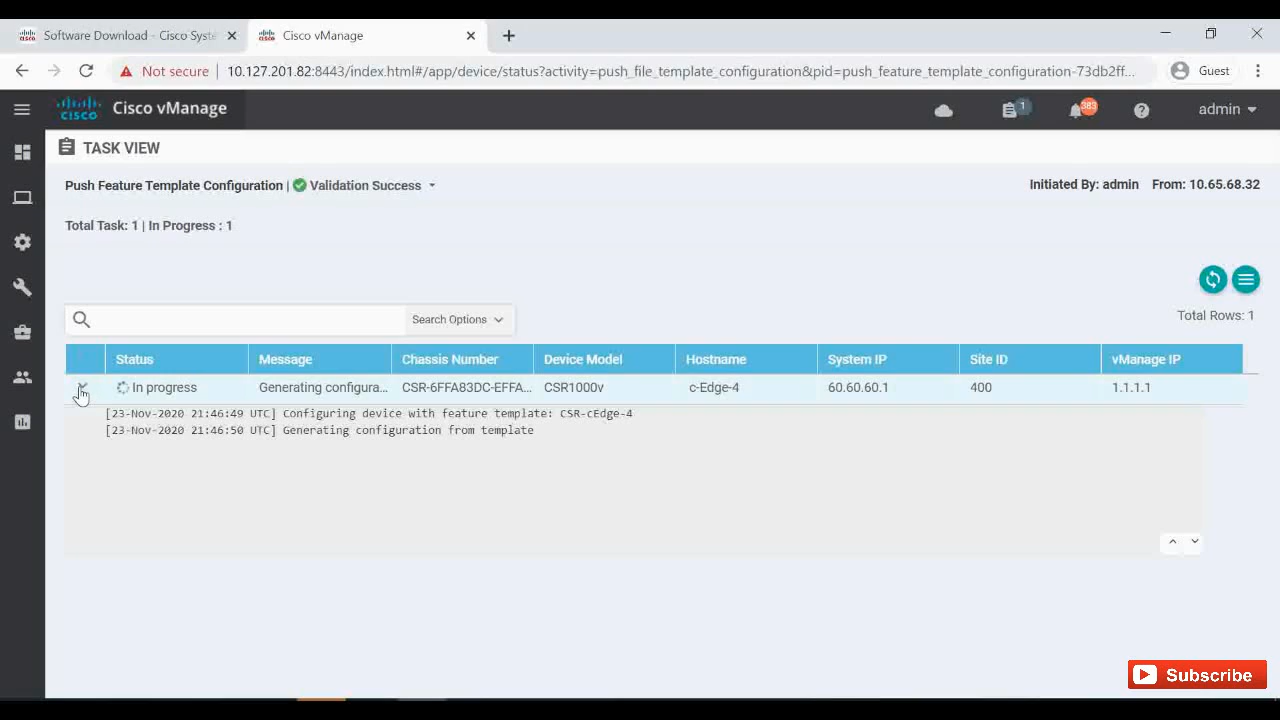 Software Download - Cisco Syste
Cisco vManage
Not secure
10.127.201.82:8443/index.html#/app/device/status?activity=push_file_template_configuration&pid=push_feature_template_configuration-73db2ff...
Guest
cisco
Cisco vManage
1
383
admin
TASK VIEW
Push Feature Template Configuration | Validation Success
Initiated By: admin From: 10.65.68.32
Total Task: 1 | In Progress : 1
Search Options
Total Rows: 1
Status Message Chassis Number Device Model Hostname System IP Site ID vManage IP
In progress Generating configura... CSR-6FFA83DC-EFFA... CSR1000v c-Edge-4 60.60.60.1 400 1.1.1.1
[23-Nov-2020 21:46:49 UTC] Configuring device with feature template: CSR-cEdge-4
[23-Nov-2020 21:46:50 UTC] Generating configuration from template
Subscribe